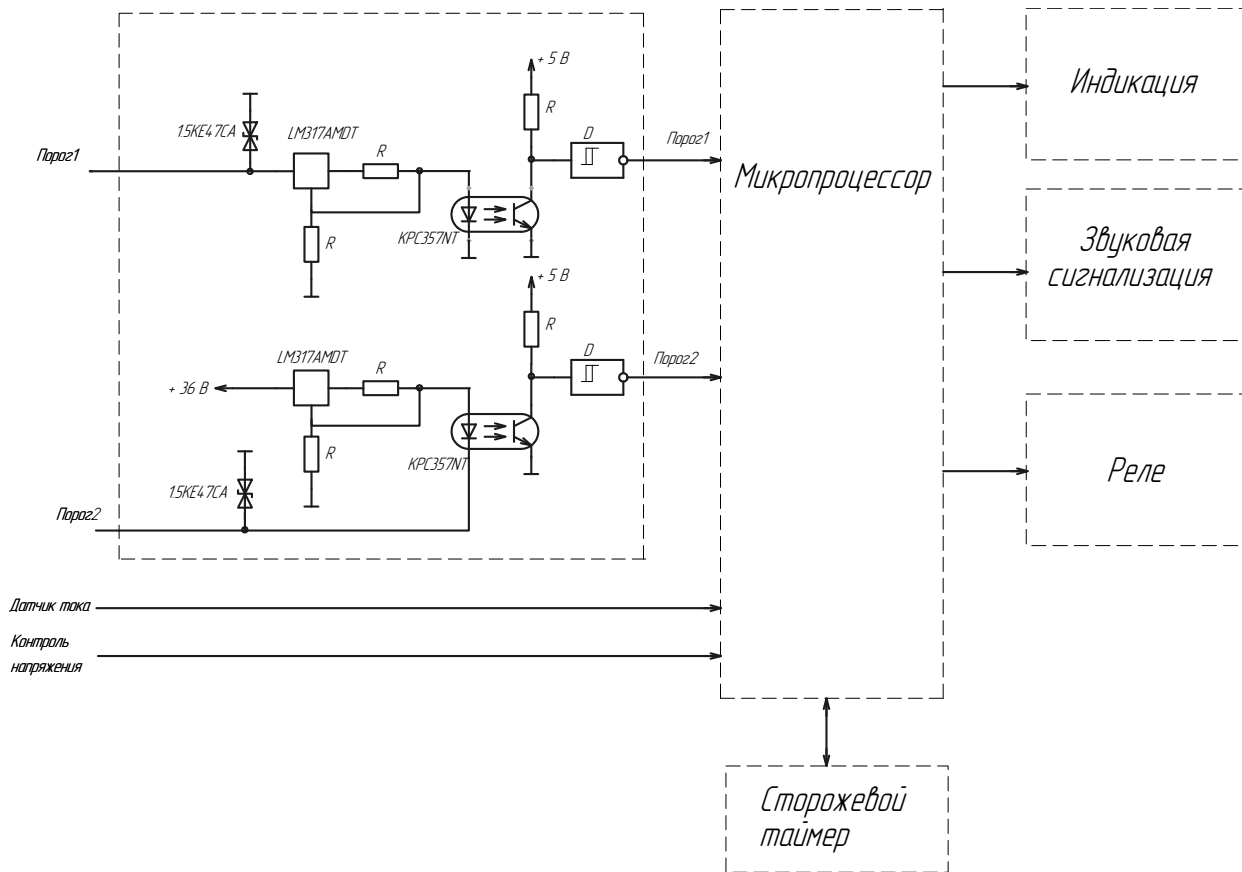 + 5 В
R
1.5KE47CA
LM317AMDT
R
D
Порог1
Порог1
R
KPC357NT
+ 5 В
R
LM317AMDT
R
D
Порог2
+ 36 В
R
KPC357NT
1.5KE47CA
Порог2
Датчик тока
Контроль
напряжения
Микропроцессор
Индикация
Звуковая
сигнализация
Реле
Сторожевой
таймер